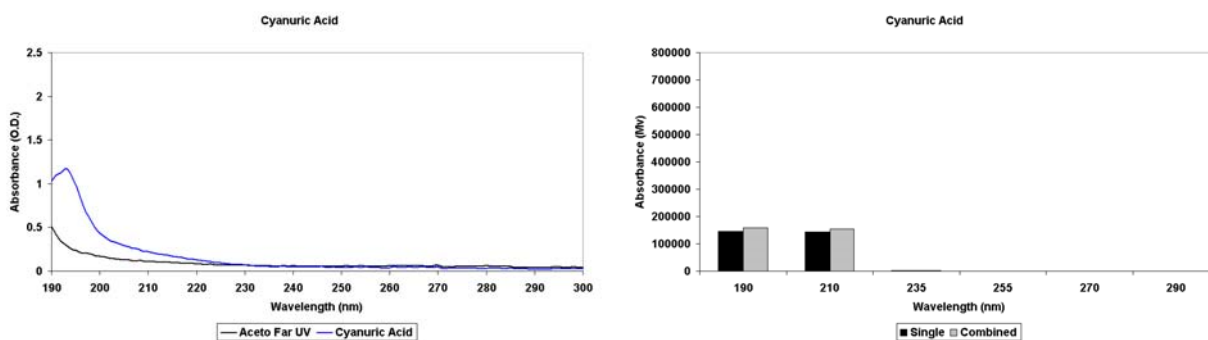 Cyanuric Acid
2.5
2
1.5
1
0.5
0
Absorbance (O.D.)
190 200 210 220 230 240 250 260 270 280 290 300
Wavelength (nm)
Aceto Far UV Cyanuric Acid
Cyanuric Acid
800000
700000
600000
500000
400000
300000
200000
100000
0
Absorbance (Mv)
190 210 235 255 270 290
Wavelength (nm)
Single Combined